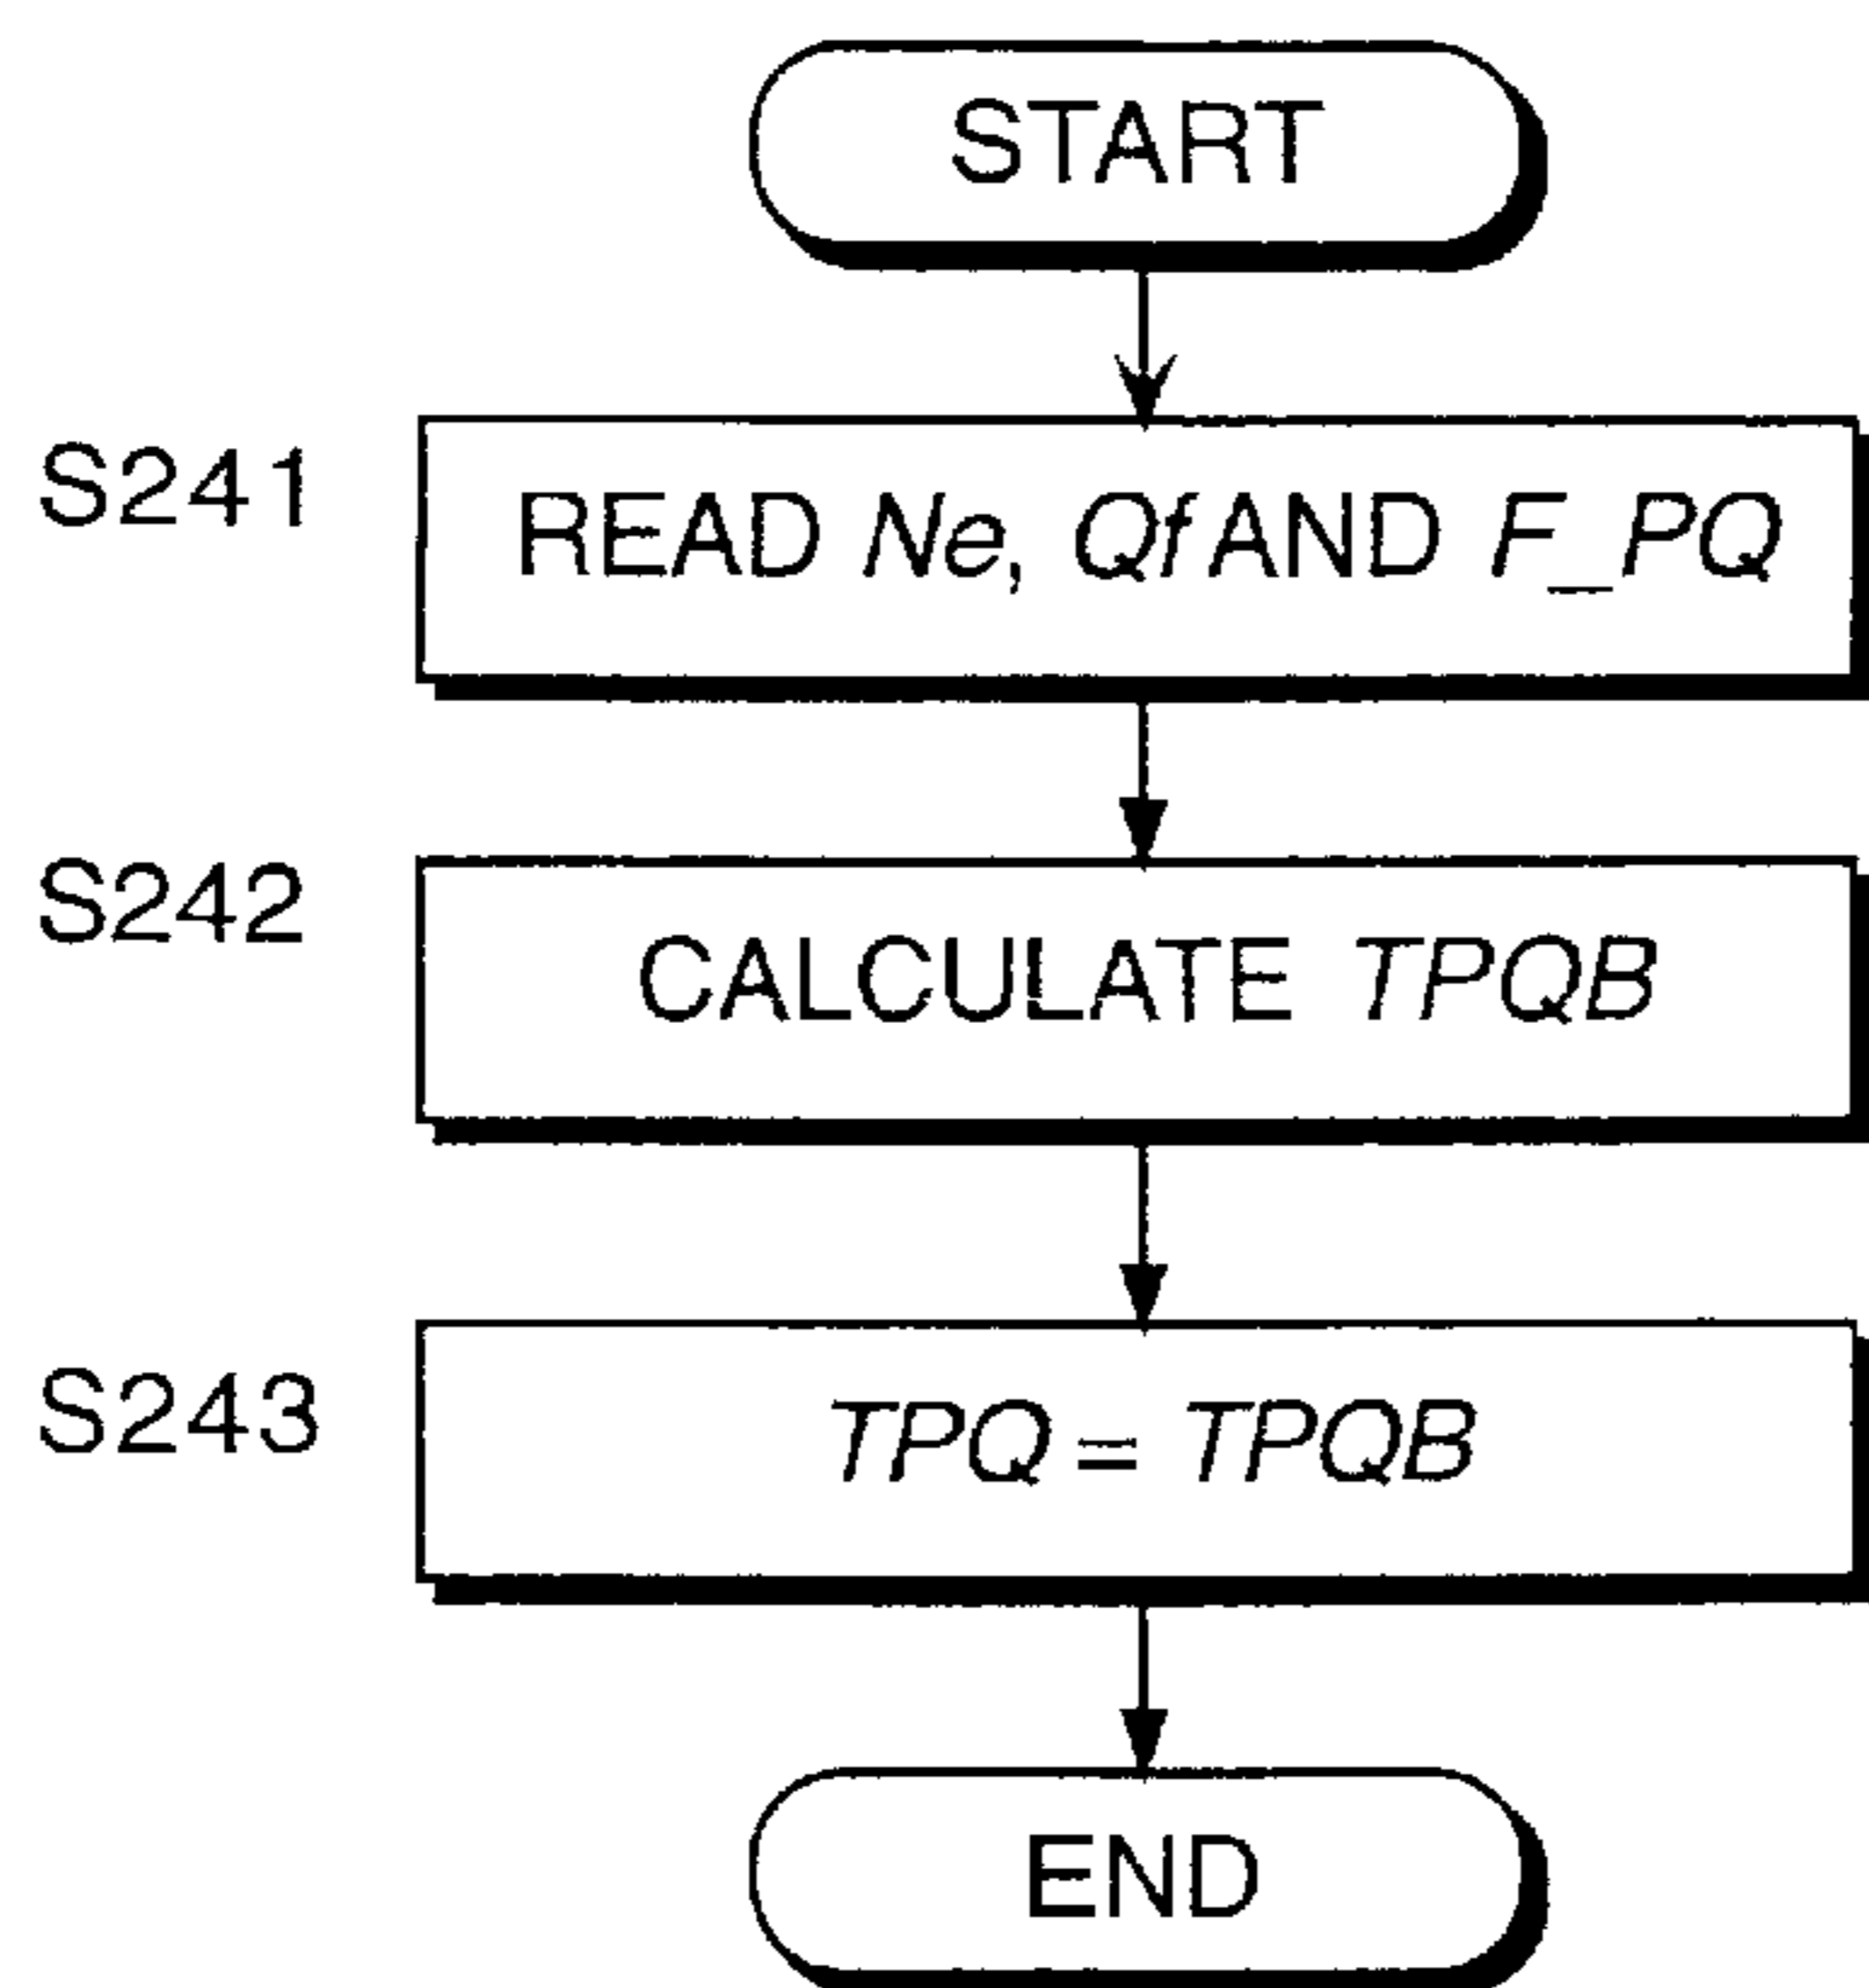 START
S241
READ Ne, Qf AND F_PQ
S242
CALCULATE TPQB
S243
TPQ = TPQB
END